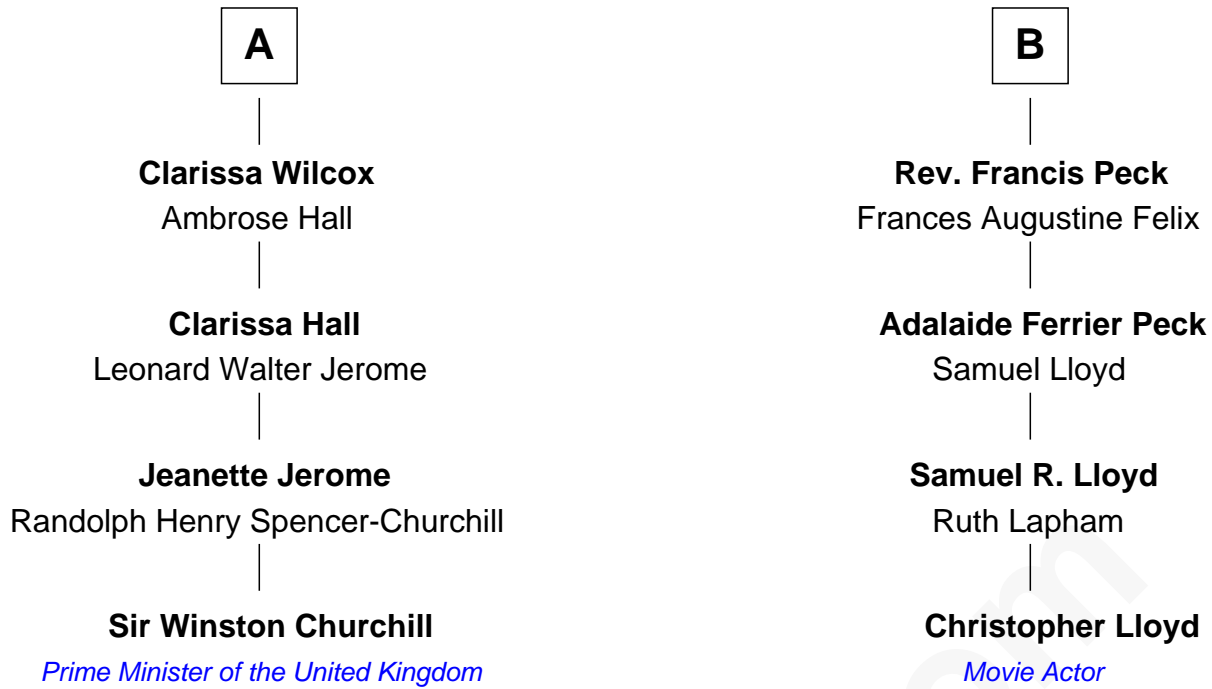 A
Clarissa Wilcox
Ambrose Hall
Clarissa Hall
Leonard Walter Jerome
Jeanette Jerome
Randolph Henry Spencer-Churchill
Sir Winston Churchill
Prime Minister of the United Kingdom
B
Rev. Francis Peck
Frances Augustine Felix
Adalaide Ferrier Peck
Samuel Lloyd
Samuel R. Lloyd
Ruth Lapham
Christopher Lloyd
Movie Actor